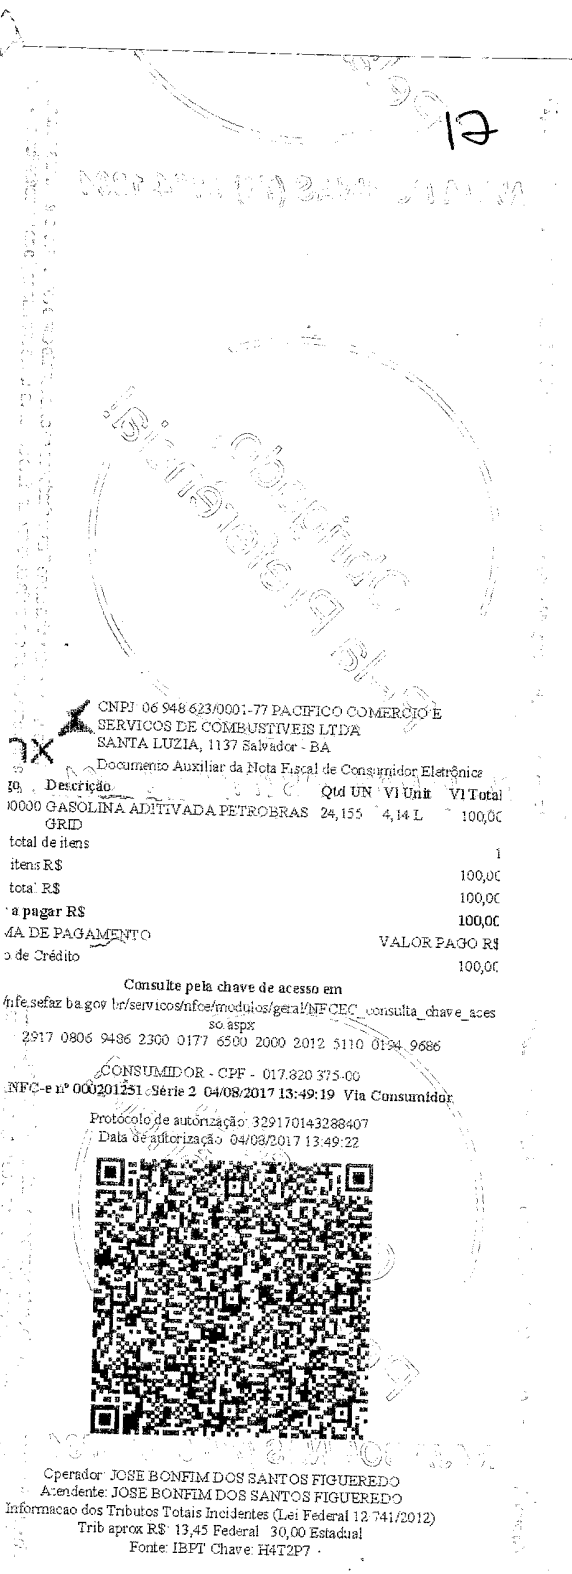 17
CNPJ 06 948 623/0001-77 PACIFICO COMERCIO E
SERVICOS DE COMBUSTIVEIS LTDA
SANTA LUZIA, 1137 Salvador - BA
Documento Auxiliar da Nota Fiscal de Consumidor Eletrônica
go Descrição Qtd UN Vl Unit Vl Total
00000 GASOLINA ADITIVADA PETROBRAS 24,155 4,14 L 100,00
GRID
total de itens 1
itens R$ 100,00
total R$ 100,00
a pagar R$ 100,00
MA DE PAGAMENTO VALOR PAGO R$
o de Crédito 100,00
Consulte pela chave de acesso em
/nfe.sefaz.ba.gov.br/servicos/nfce/modulos/geral/NFCEC_consulta_chave_aces
so.aspx
2917 0806 9486 2300 0177 6500 2000 2012 5110 0194 9686
CONSUMIDOR - CPF - 017.820 375-00
NFC-e nº 000201251 Série 2 04/08/2017 13:49:19 Via Consumidor
Protocolo de autorização: 329170143288407
Data de autorização 04/08/2017 13:49:22
Operador: JOSE BONFIM DOS SANTOS FIGUEREDO
Atendente: JOSE BONFIM DOS SANTOS FIGUEREDO
Informacao dos Tributos Totais Incidentes (Lei Federal 12.741/2012)
Trib aprox R$: 13,45 Federal 30,00 Estadual
Fonte: IBPT Chave: H4T2P7